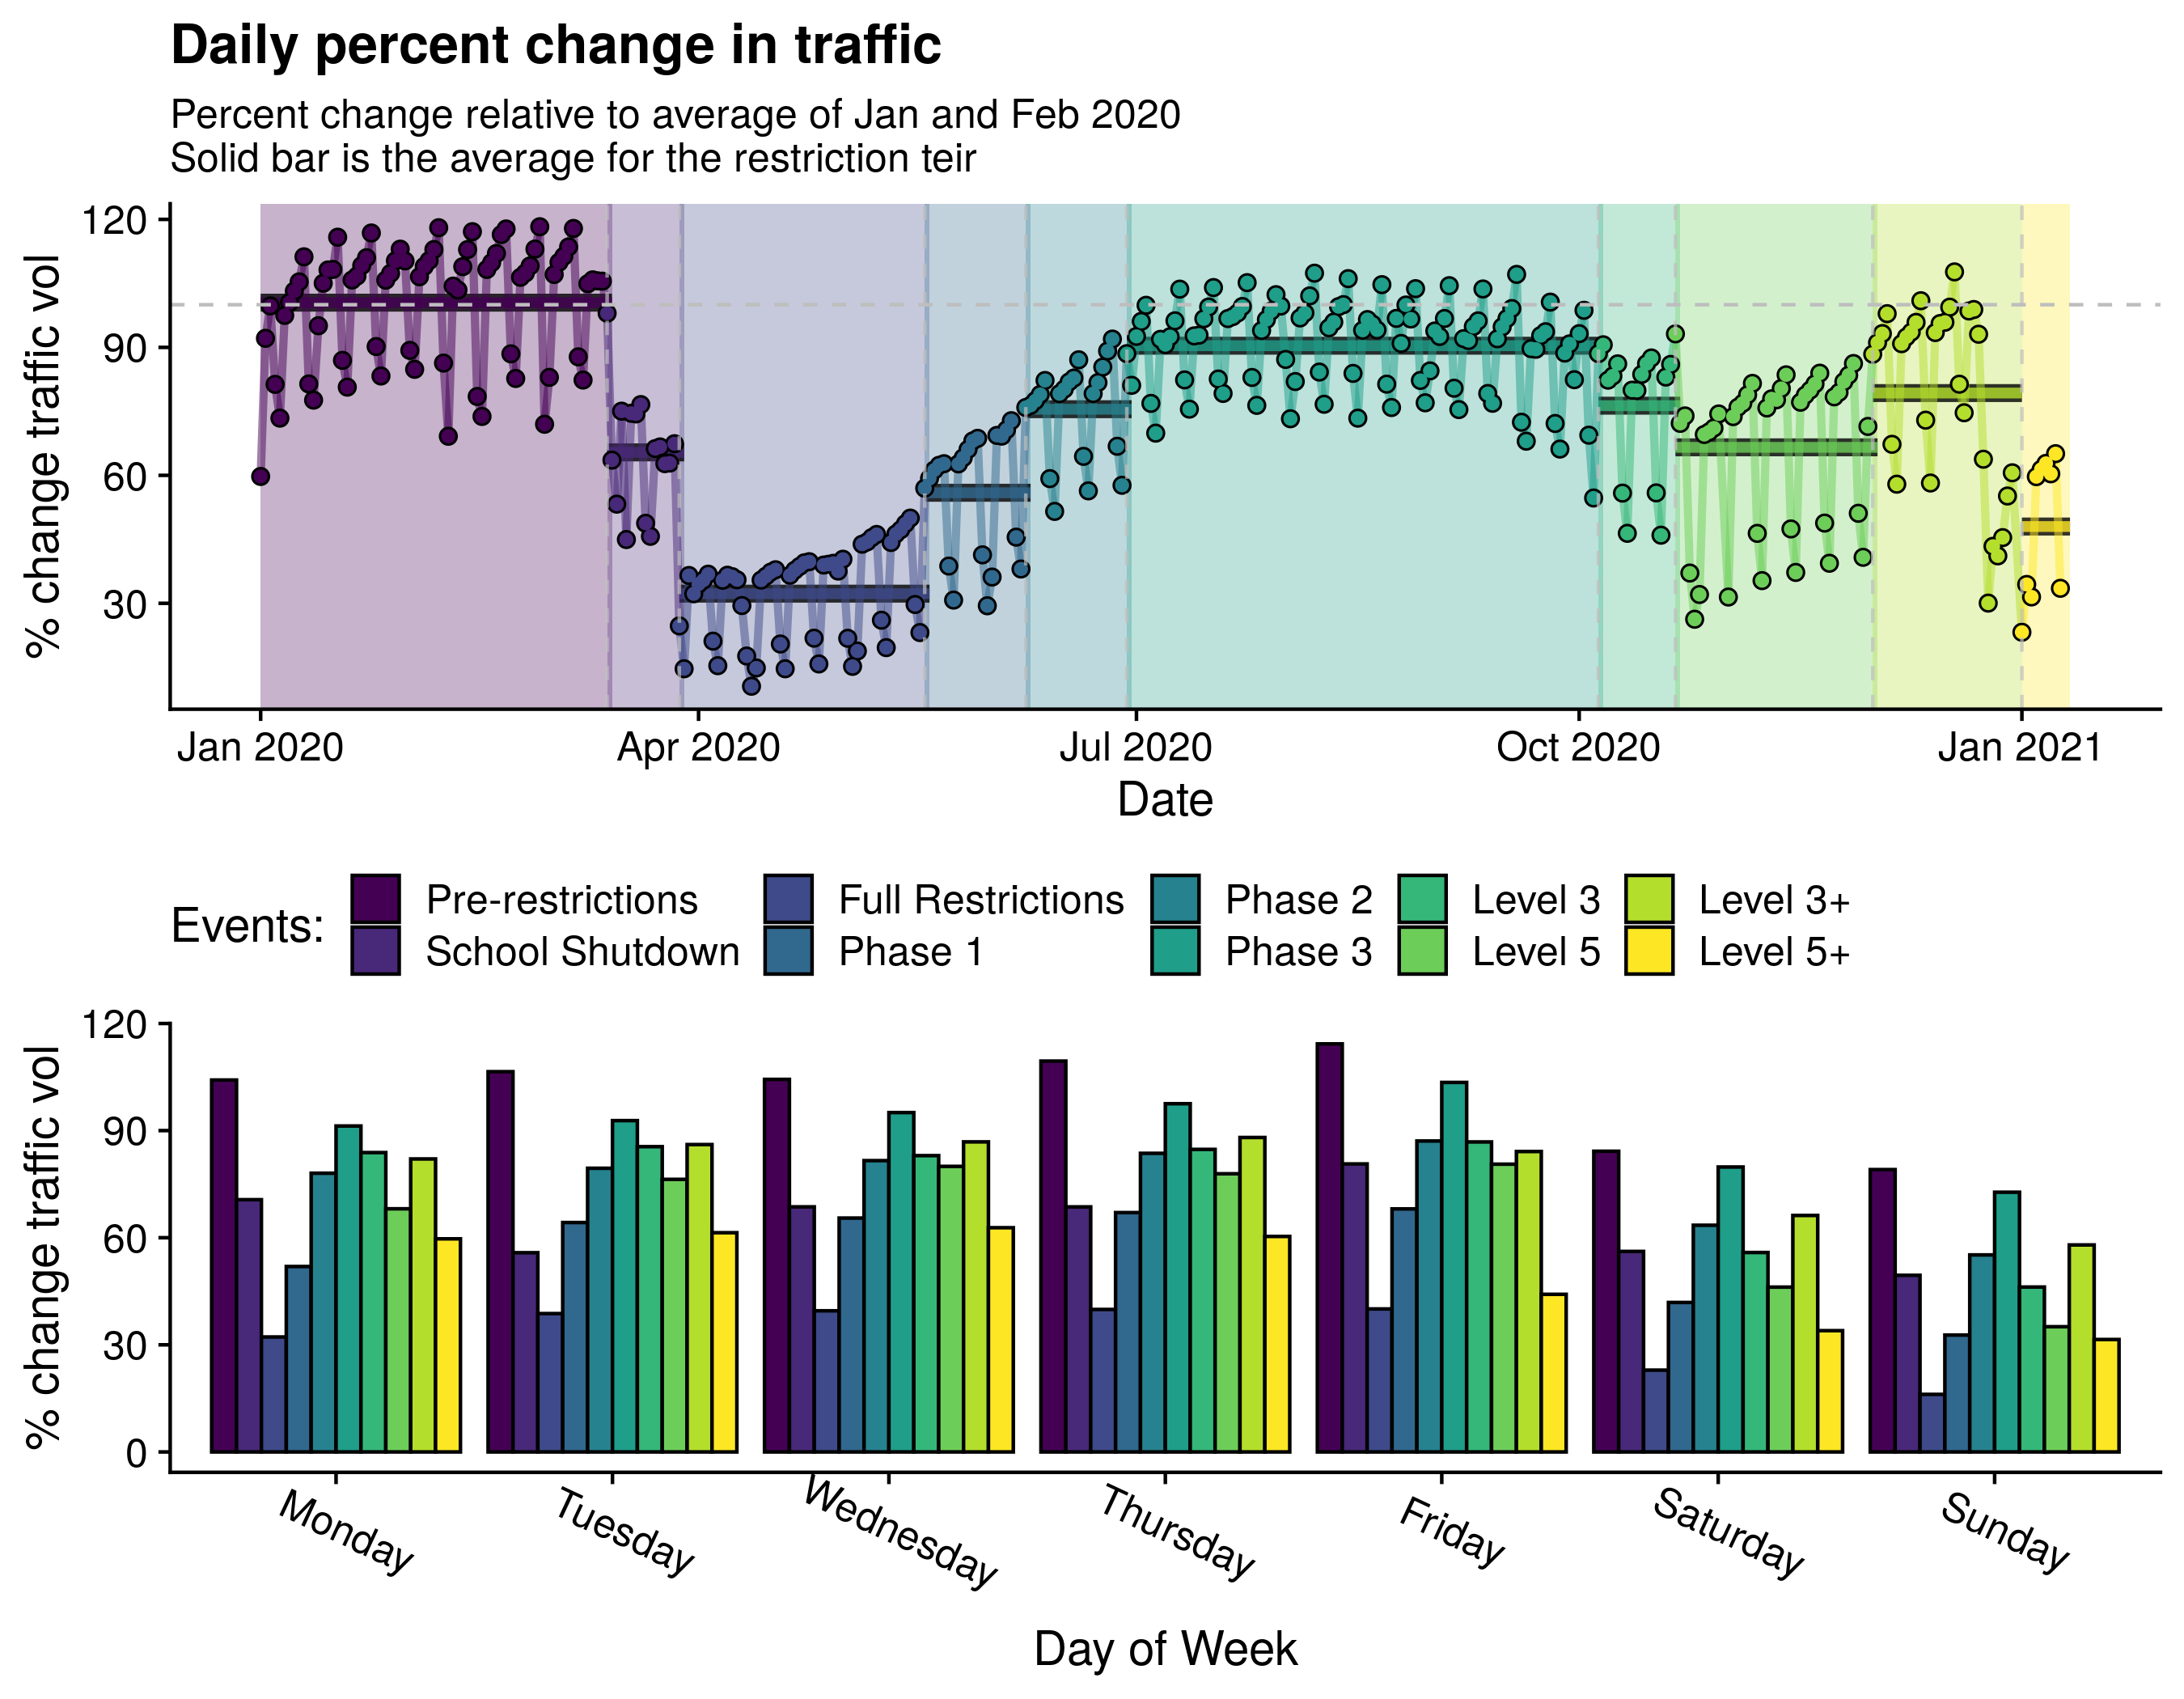 Daily percent change in traffic
Percent change relative to average of Jan and Feb 2020
Solid bar is the average for the restriction teir
% change traffic vol
120
90
60
30
Jan 2020 Apr 2020 Jul 2020 Oct 2020 Jan 2021
Date
Events:
Pre-restrictions Full Restrictions Phase 2 Level 3 Level 3+
School Shutdown Phase 1 Phase 3 Level 5 Level 5+
% change traffic vol
120
90
60
30
0
Monday Tuesday Wednesday Thursday Friday Saturday Sunday
Day of Week